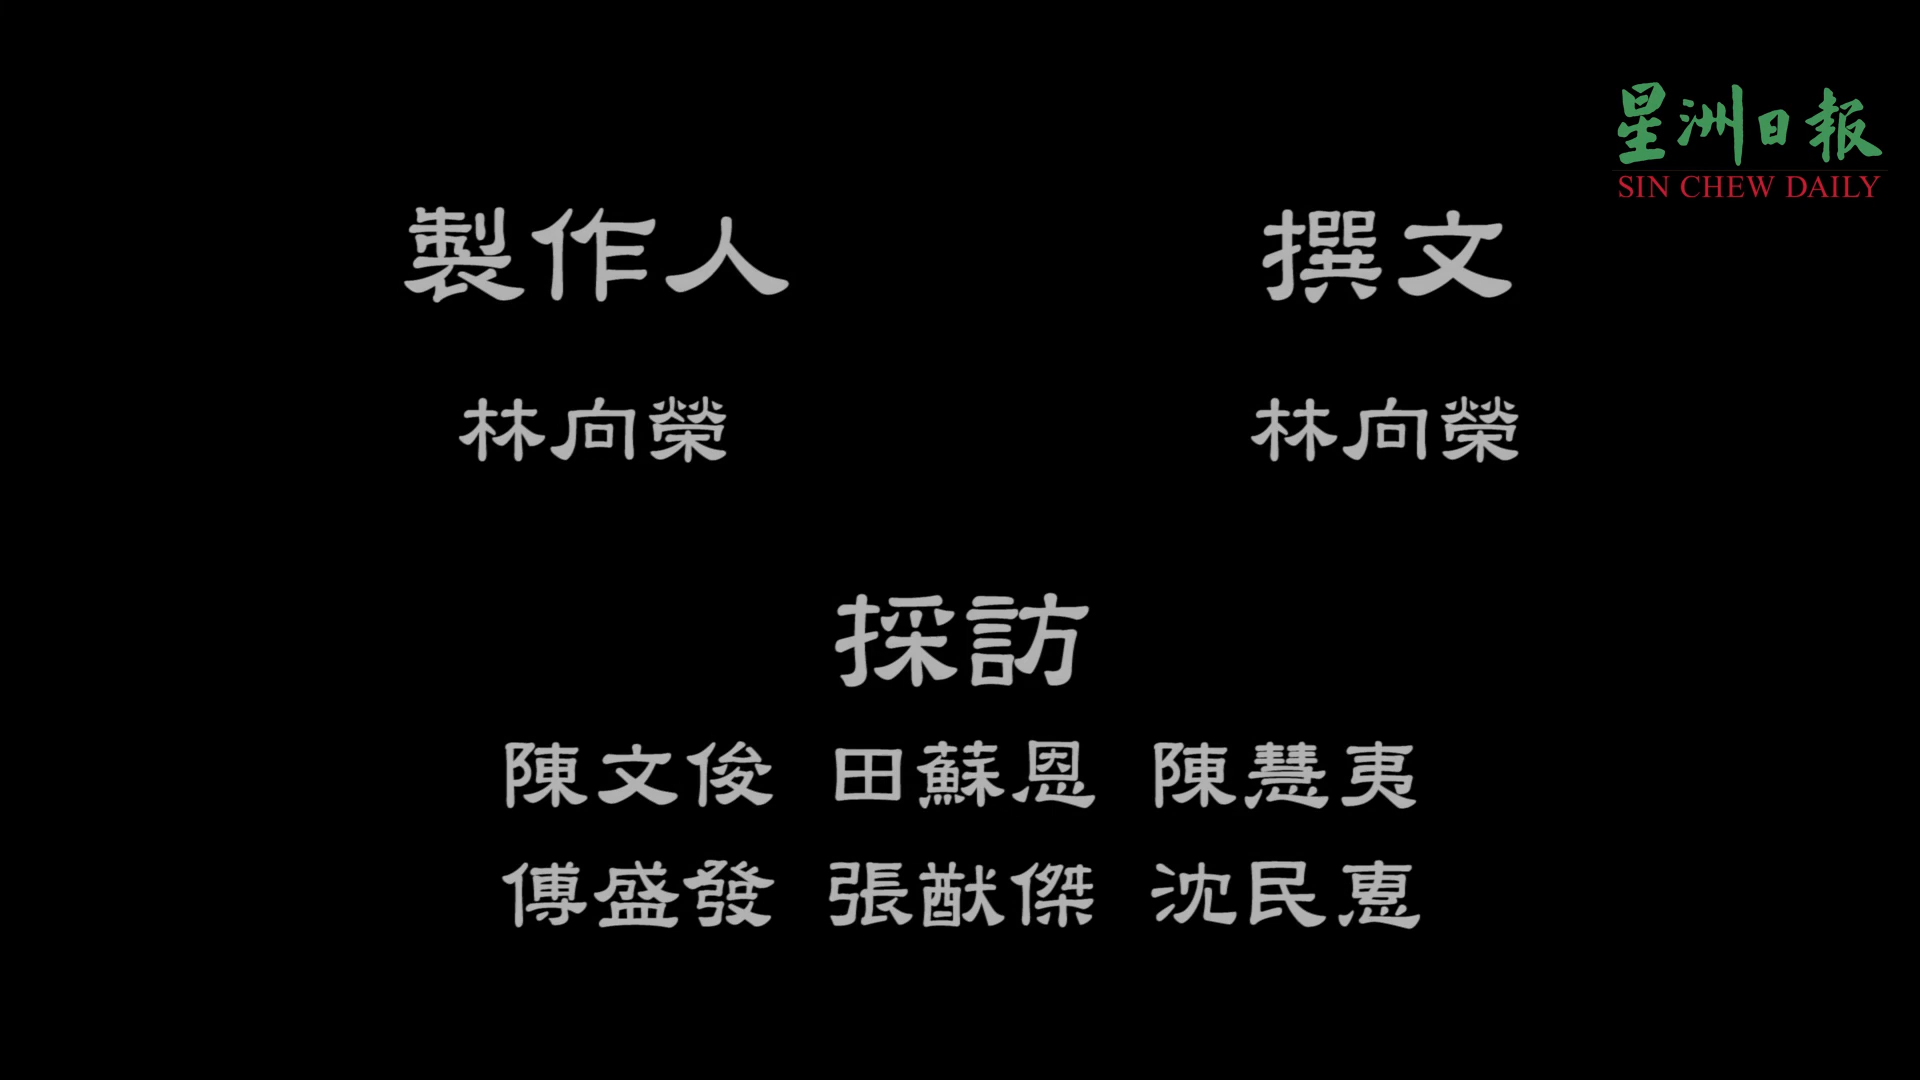 星洲日報
SIN CHEW DAILY
製作人 撰文
林向榮 林向榮
採訪
陳文俊 田蘇恩 陳慧夷
傅盛發 張猷傑 沈民惠